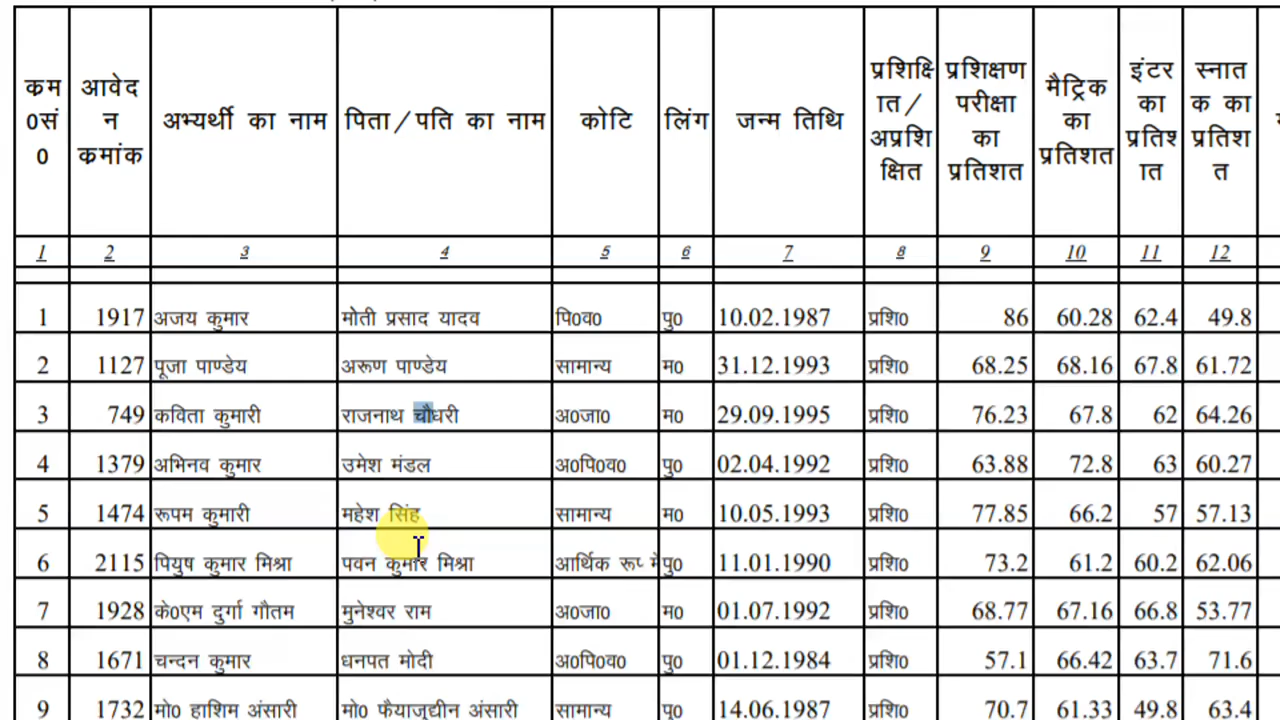 कम0सं0 आवेदन कमांक अभ्यर्थी का नाम पिता/पति का नाम कोटि लिंग जन्म तिथि प्रशिक्षित/अप्रशिक्षित प्रशिक्षण परीक्षा का प्रतिशत मैट्रिक का प्रतिशत इंटर का प्रतिशत स्नातक का प्रतिशत
1 2 3 4 5 6 7 8 9 10 11 12
1 1917 अजय कुमार मोती प्रसाद यादव पि0व0 पु0 10.02.1987 प्रशि0 86 60.28 62.4 49.8
2 1127 पूजा पाण्डेय अरूण पाण्डेय सामान्य म0 31.12.1993 प्रशि0 68.25 68.16 67.8 61.72
3 749 कविता कुमारी राजनाथ चौधरी अ0जा0 म0 29.09.1995 प्रशि0 76.23 67.8 62 64.26
4 1379 अभिनव कुमार उमेश मंडल अ0पि0व0 पु0 02.04.1992 प्रशि0 63.88 72.8 63 60.27
5 1474 रूपम कुमारी महेश सिंह सामान्य म0 10.05.1993 प्रशि0 77.85 66.2 57 57.13
6 2115 पियुष कुमार मिश्रा पवन कुमार मिश्रा आर्थिक रूप मे पु0 11.01.1990 प्रशि0 73.2 61.2 60.2 62.06
7 1928 के0एम दुर्गा गौतम मुनेश्वर राम अ0जा0 म0 01.07.1992 प्रशि0 68.77 67.16 66.8 53.77
8 1671 चन्दन कुमार धनपत मोदी अ0पि0व0 पु0 01.12.1984 प्रशि0 57.1 66.42 63.7 71.6
9 1732 मो0 हाशिम अंसारी मो0 फैयाजुद्दीन अंसारी सामान्य पु0 14.06.1987 प्रशि0 70.7 61.33 49.8 63.4